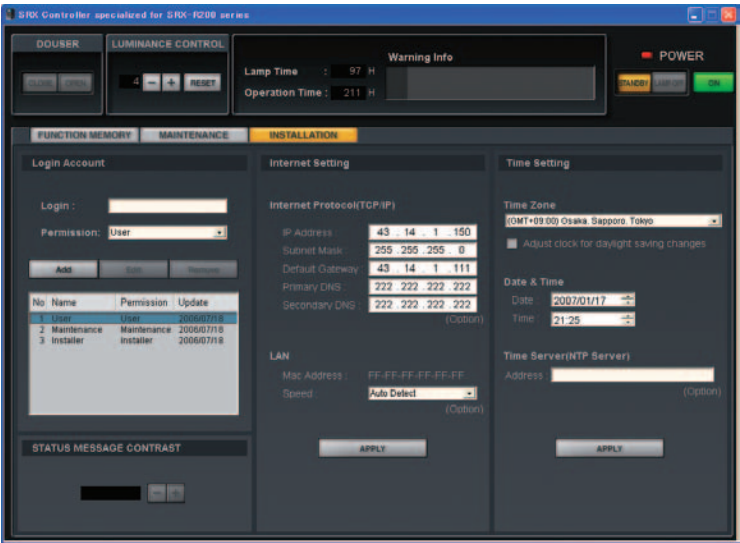 SRX Controller specialized for SRX-R200 series
DOUSER
CLOSE OPEN
LUMINANCE CONTROL
4 - + RESET
Lamp Time : 97 H
Operation Time : 211 H
Warning Info
POWER
STANDBY LAMP OFF ON
FUNCTION MEMORY MAINTENANCE INSTALLATION
Login Account
Login :
Permission: User
Add Edit Remove
No Name Permission Update
1 User User 2006/07/18
2 Maintenance Maintenance 2006/07/18
3 Installer Installer 2006/07/18
STATUS MESSAGE CONTRAST
- +
Internet Setting
Internet Protocol(TCP/IP)
IP Address : 43 . 14 . 1 . 150
Subnet Mask : 255 . 255 . 255 . 0
Default Gateway: 43 . 14 . 1 . 111
Primary DNS : 222 . 222 . 222 . 222
Secondary DNS : 222 . 222 . 222 . 222
(Option)
LAN
Mac Address : FF-FF-FF-FF-FF-FF
Speed : Auto Detect
(Option)
APPLY
Time Setting
Time Zone
(GMT+09:00) Osaka, Sapporo, Tokyo
Adjust clock for daylight saving changes
Date & Time
Date : 2007/01/17
Time : 21:25
Time Server(NTP Server)
Address :
(Option)
APPLY